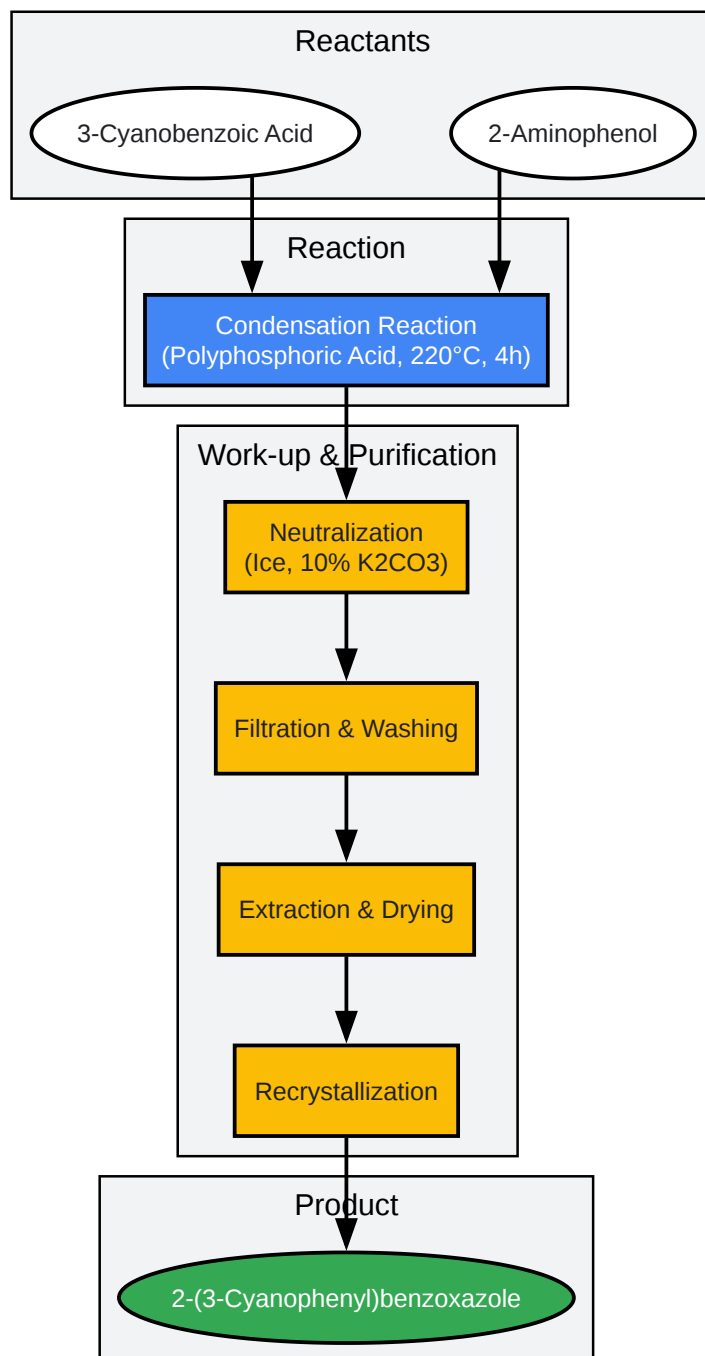 Reactants
3-Cyanobenzoic Acid
2-Aminophenol
Reaction
Condensation Reaction
(Polyphosphoric Acid, 220°C, 4h)
Work-up & Purification
Neutralization
(Ice, 10% K2CO3)
Filtration & Washing
Extraction & Drying
Recrystallization
Product
2-(3-Cyanophenyl)benzoxazole